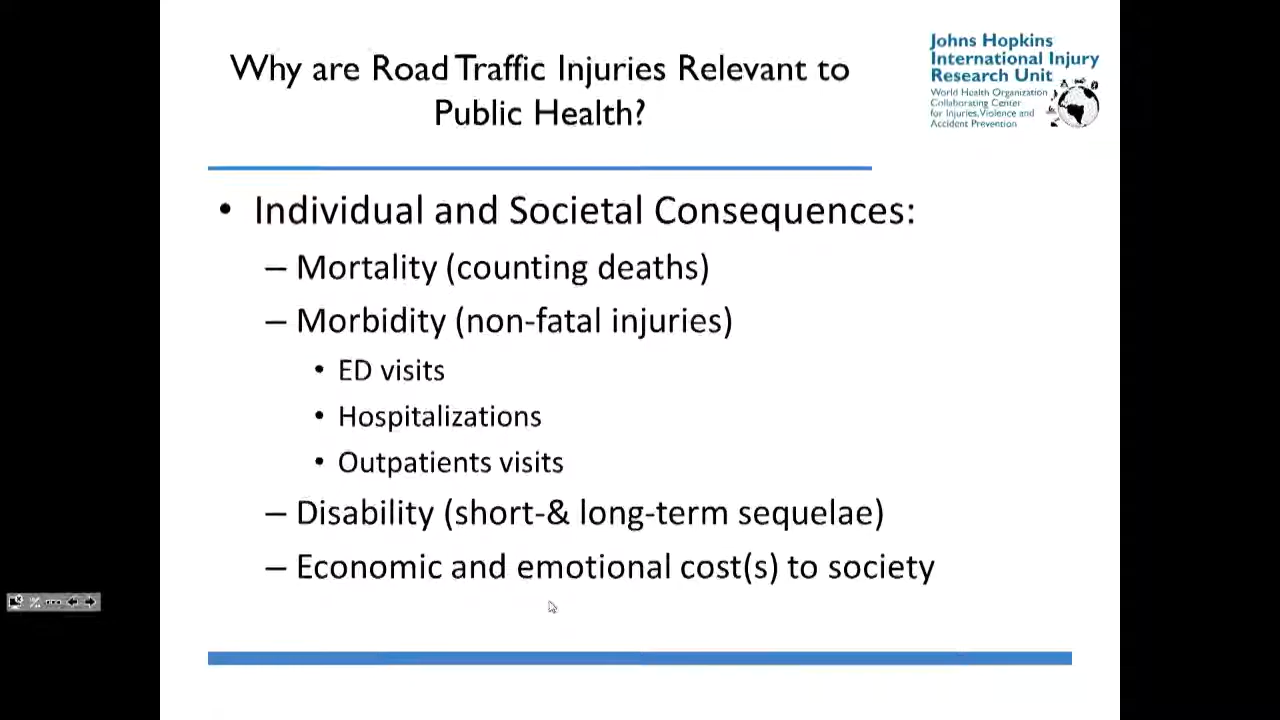 Why are Road Traffic Injuries Relevant to
Public Health?
Johns Hopkins
International Injury
Research Unit
World Health Organization
Collaborating Center
for Injuries, Violence and
Accident Prevention
• Individual and Societal Consequences:
– Mortality (counting deaths)
– Morbidity (non-fatal injuries)
• ED visits
• Hospitalizations
• Outpatients visits
– Disability (short-& long-term sequelae)
– Economic and emotional cost(s) to society